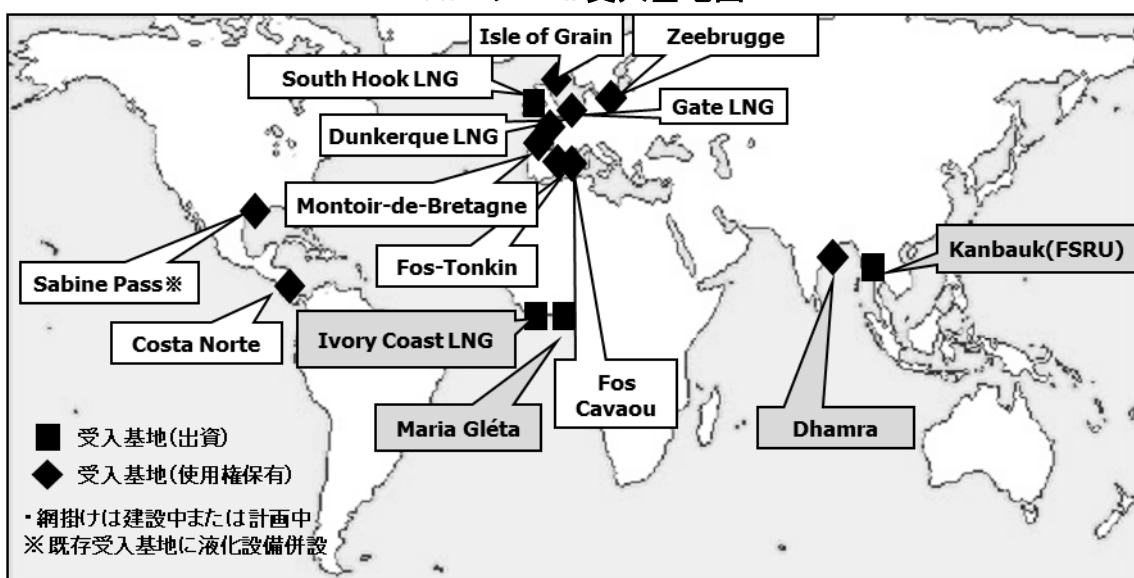 Isle of Grain
Zeebrugge
South Hook LNG
Gate LNG
Dunkerque LNG
Montoir-de-Bretagne
Fos-Tonkin
Kanbauk(FSRU)
Sabine Pass※
Costa Norte
Ivory Coast LNG
Fos
Cavaou
Maria Gléta
Dhamra
受入基地(出資)
受入基地(使用権保有)
・網掛けは建設中または計画中
※既存受入基地に液化設備併設